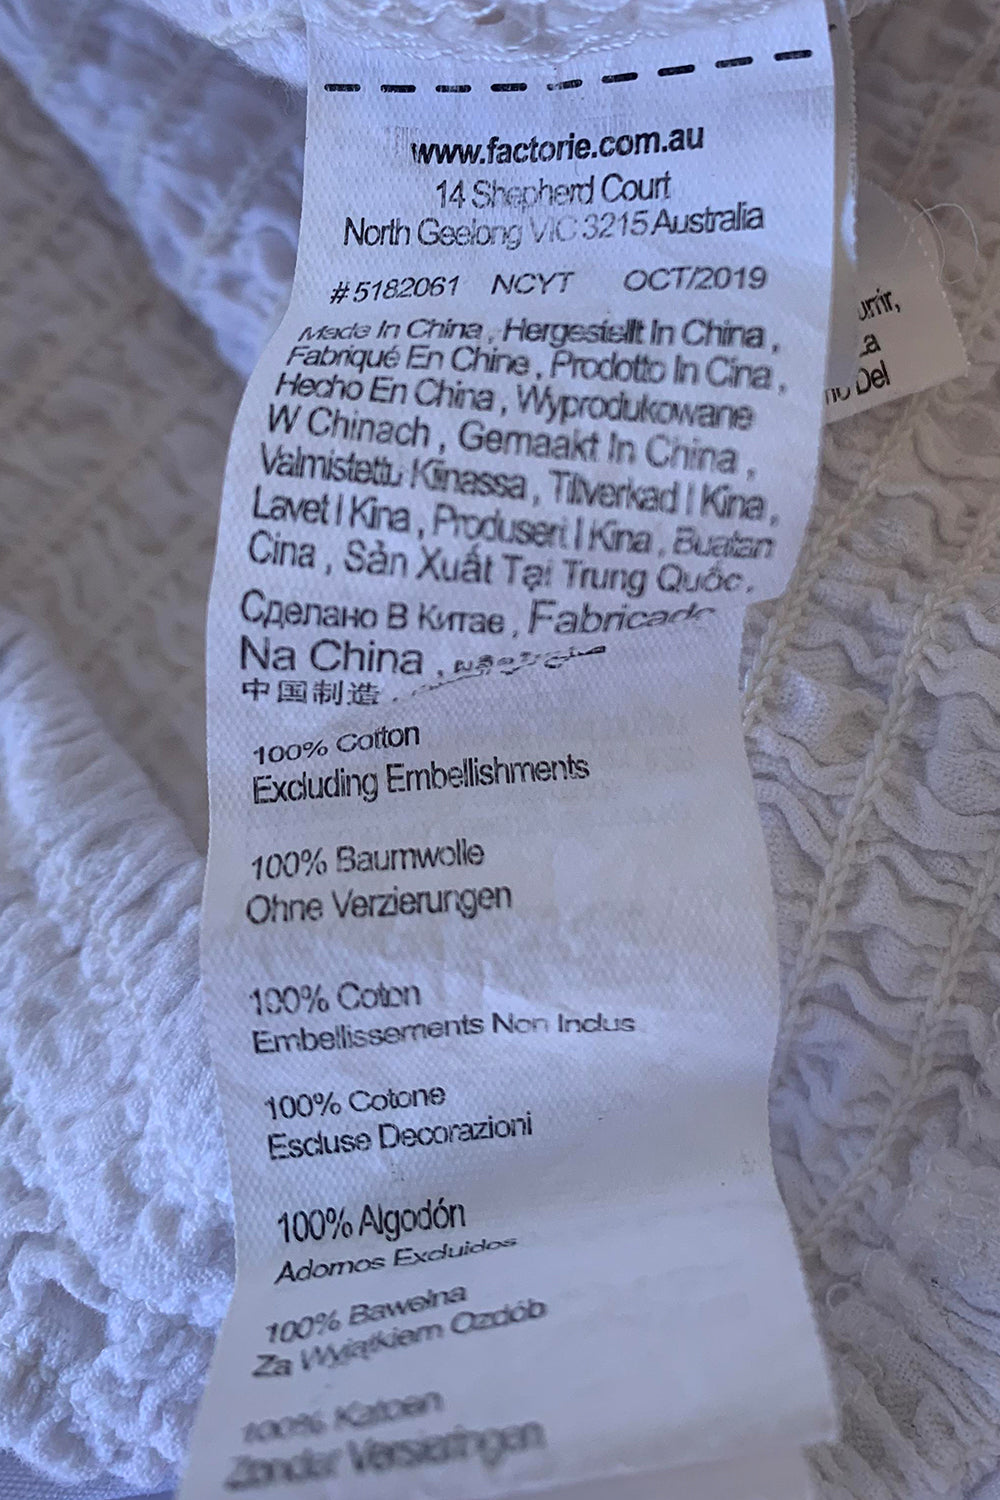 www.factorie.com.au
14 Shepherd Court
North Geelong VIC 3215 Australia
#5182061 NCYT OCT/2019
Made In China , Hergestellt In China ,
Fabriqué En Chine , Prodotto In Cina ,
Hecho En China , Wyprodukowane
W Chinach , Gemaakt In China ,
Valmistettu Kiinassa , Tillverkad I Kina ,
Lavet I Kina , Produsert I Kina , Buatan
Cina , Sản Xuất Tại Trung Quốc ,
Сделано В Китае , Fabricado
Na China ,
中国制造 .
100% Cotton
Excluding Embellishments
100% Baumwolle
Ohne Verzierungen
100% Coton
Embellissements Non Inclus
100% Cotone
Escluse Decorazioni
100% Algodón
Adornos Excluidos
100% Bawełna
Za Wyjątkiem Ozdób
100% Katoen
Zonder Versieringen
La
Del